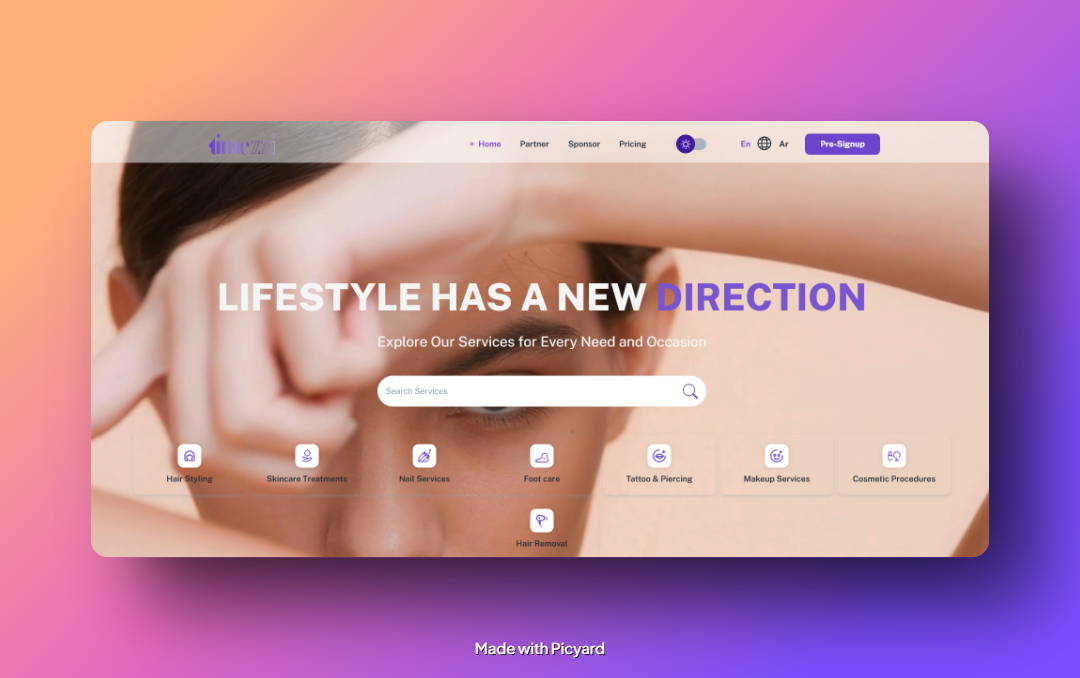 timezzi
Home Partner Sponsor Pricing En Ar Pre-Signup
LIFESTYLE HAS A NEW DIRECTION
Explore Our Services for Every Need and Occasion
Search Services
Hair Styling Skincare Treatments Nail Services Foot care Tattoo & Piercing Makeup Services Cosmetic Procedures
Hair Removal
Made with Picyard